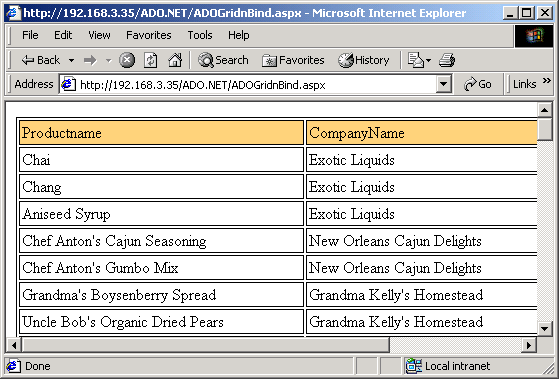 http://192.168.3.35/ADO.NET/ADOGridnBind.aspx - Microsoft Internet Explorer
File Edit View Favorites Tools Help
Back Search Favorites History
Address http://192.168.3.35/ADO.NET/ADOGridnBind.aspx Go Links »
Productname CompanyName
Chai Exotic Liquids
Chang Exotic Liquids
Aniseed Syrup Exotic Liquids
Chef Anton's Cajun Seasoning New Orleans Cajun Delights
Chef Anton's Gumbo Mix New Orleans Cajun Delights
Grandma's Boysenberry Spread Grandma Kelly's Homestead
Uncle Bob's Organic Dried Pears Grandma Kelly's Homestead
Done Local intranet